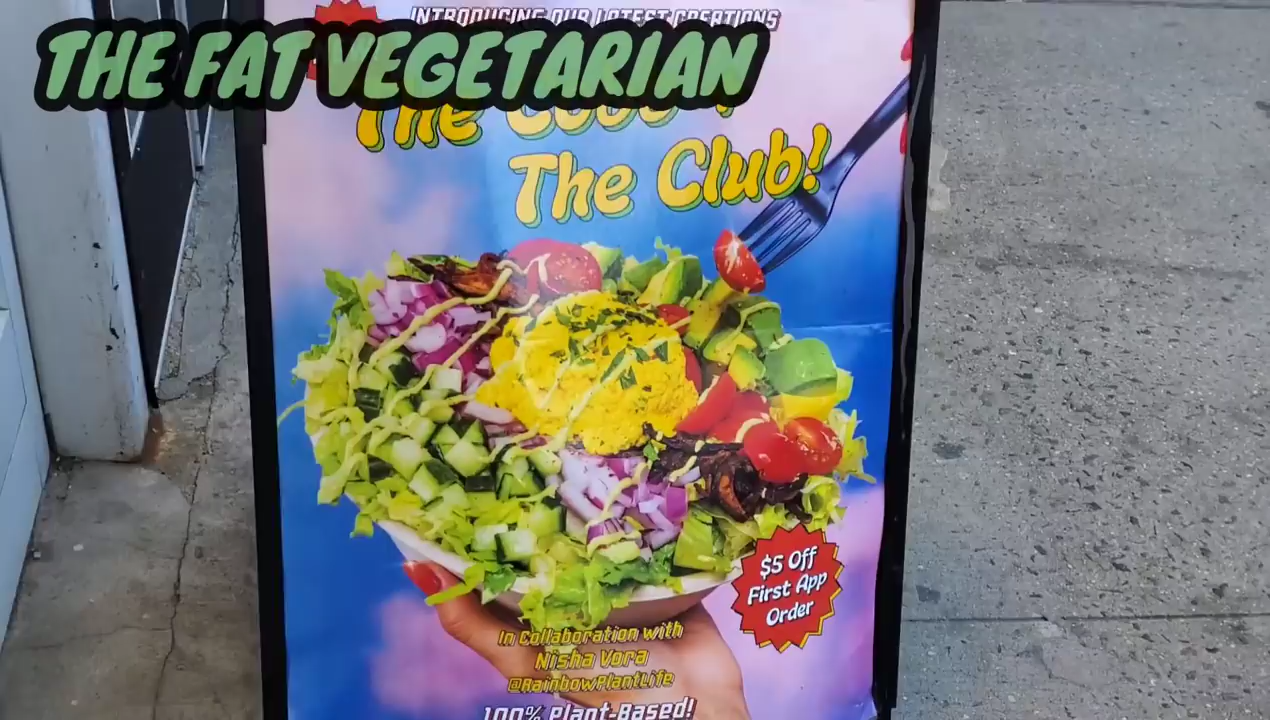 INTRODUCING OUR LATEST CREATIONS
THE FAT VEGETARIAN
The
The Club!
$5 Off
First App
Order
In Collaboration with
Nisha Vora
@RainbowPlantLife
100% Plant-Based!